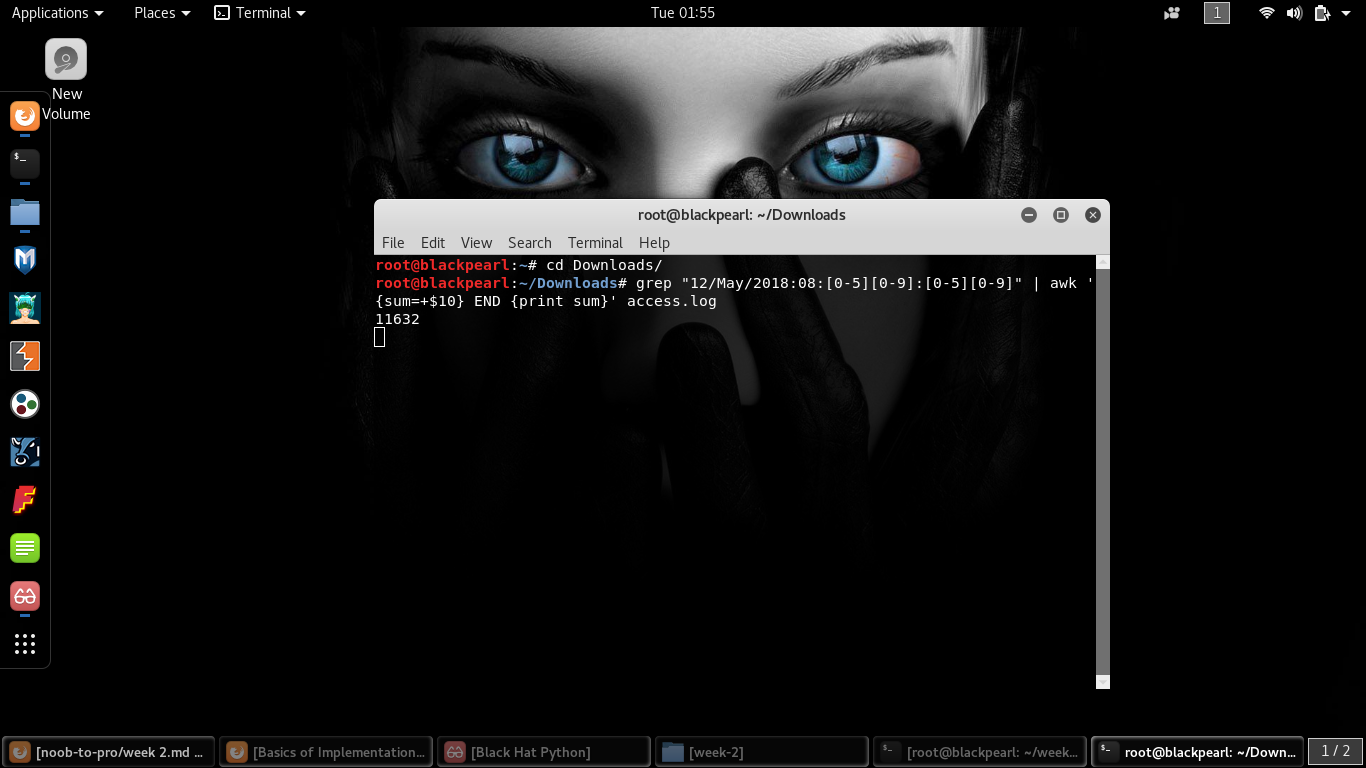 Applications
Places
Terminal
Tue 01:55
1
New
Volume
root@blackpearl: ~/Downloads
File Edit View Search Terminal Help
root@blackpearl:~# cd Downloads/
root@blackpearl:~/Downloads# grep "12/May/2018:08:[0-5][0-9]:[0-5][0-9]" | awk '
{sum=+$10} END {print sum}' access.log
11632
[noob-to-pro/week 2.md ...
[Basics of Implementation...
[Black Hat Python]
[week-2]
[root@blackpearl: ~/week...
root@blackpearl: ~/Down...
1 / 2